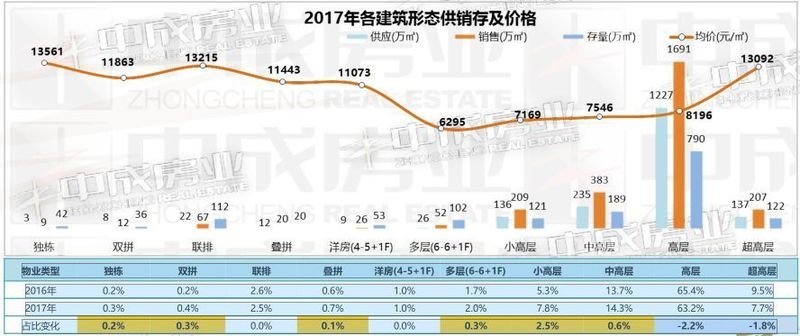 2017年各建筑形态供销存及价格
供应(万㎡) 销售(万㎡) 存量(万㎡) 均价(元/㎡)
13561 11863 13215 11443 11073 6295 7169 7546 8196 13092
3 9 42 8 12 36 22 67 112 12 20 20 9 26 53 26 52 102 136 209 121 235 383 189 1227 1691 790 137 207 122
独栋 双拼 联排 叠拼 洋房(4-5+1F) 多层(6-6+1F) 小高层 中高层 高层 超高层
物业类型 独栋 双拼 联排 叠拼 洋房(4-5+1F) 多层(6-6+1F) 小高层 中高层 高层 超高层
2016年 0.2% 0.2% 2.6% 0.6% 1.0% 1.7% 5.3% 13.7% 65.4% 9.5%
2017年 0.3% 0.4% 2.5% 0.7% 1.0% 2.0% 7.8% 14.3% 63.2% 7.7%
占比变化 0.2% 0.3% 0.0% 0.1% 0.0% 0.3% 2.5% 0.6% -2.2% -1.8%
中成房业
ZHONGCHENG REAL ESTATE